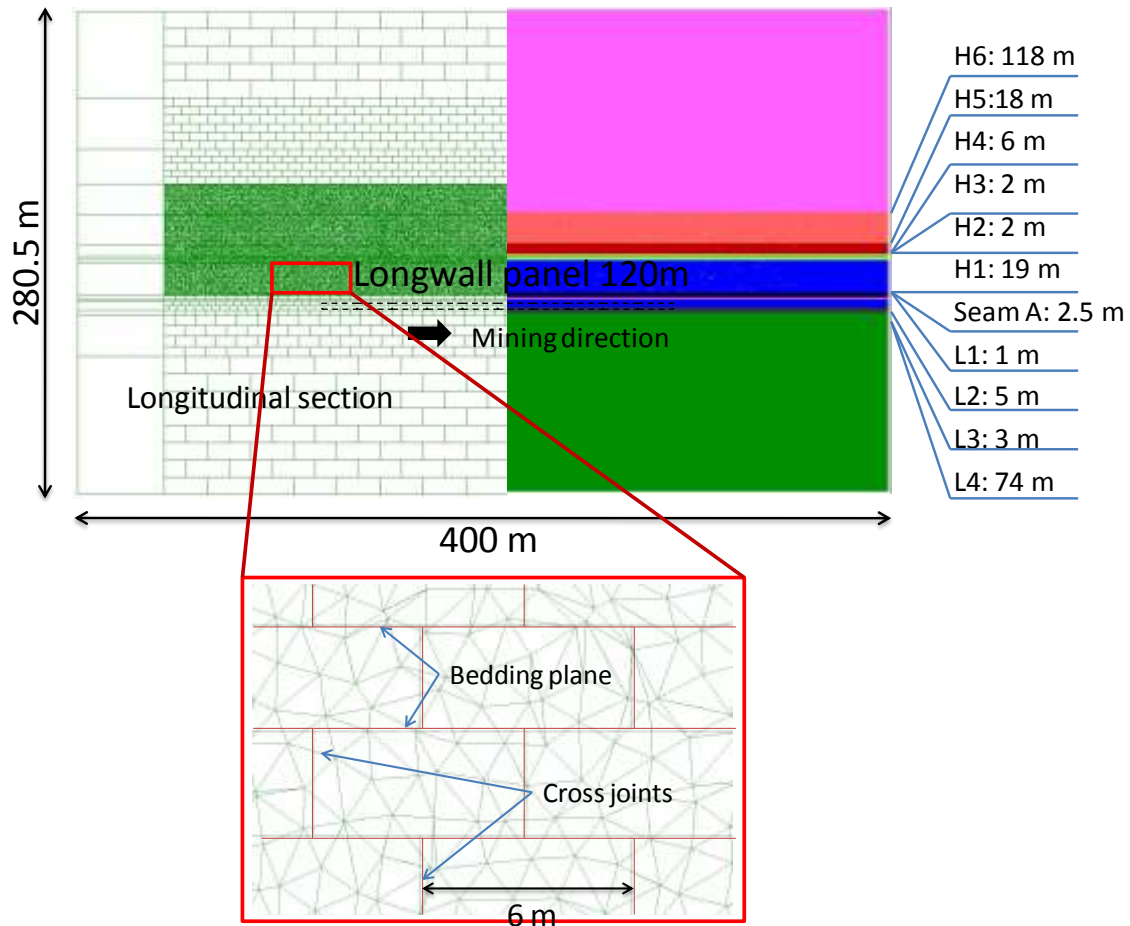 280.5 m
H6: 118 m
H5:18 m
H4: 6 m
H3: 2 m
H2: 2 m
H1: 19 m
Seam A: 2.5 m
L1: 1 m
L2: 5 m
L3: 3 m
L4: 74 m
Longwall panel 120m
Mining direction
Longitudinal section
400 m
Bedding plane
Cross joints
6 m